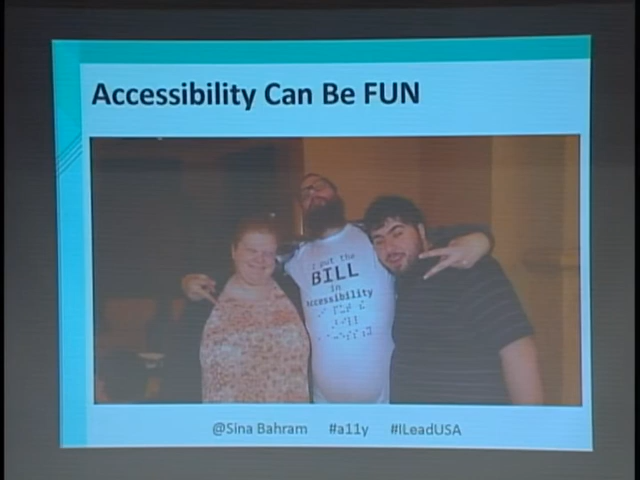 Accessibility Can Be FUN
I put the
BILL
in
Accessibility
@Sina Bahram #a11y #ILeadUSA